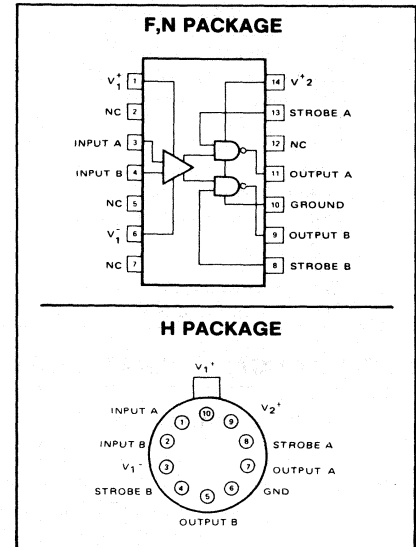 F,N PACKAGE
V1+ 1
NC 2
INPUT A 3
INPUT B 4
NC 5
V1- 6
NC 7
14 V+2
13 STROBE A
12 NC
11 OUTPUT A
10 GROUND
9 OUTPUT B
8 STROBE B
H PACKAGE
V1+
INPUT A 1 10 9 V2+
INPUT B 2 8 STROBE A
V1- 3 7 OUTPUT A
STROBE B 4 5 6 GND
OUTPUT B